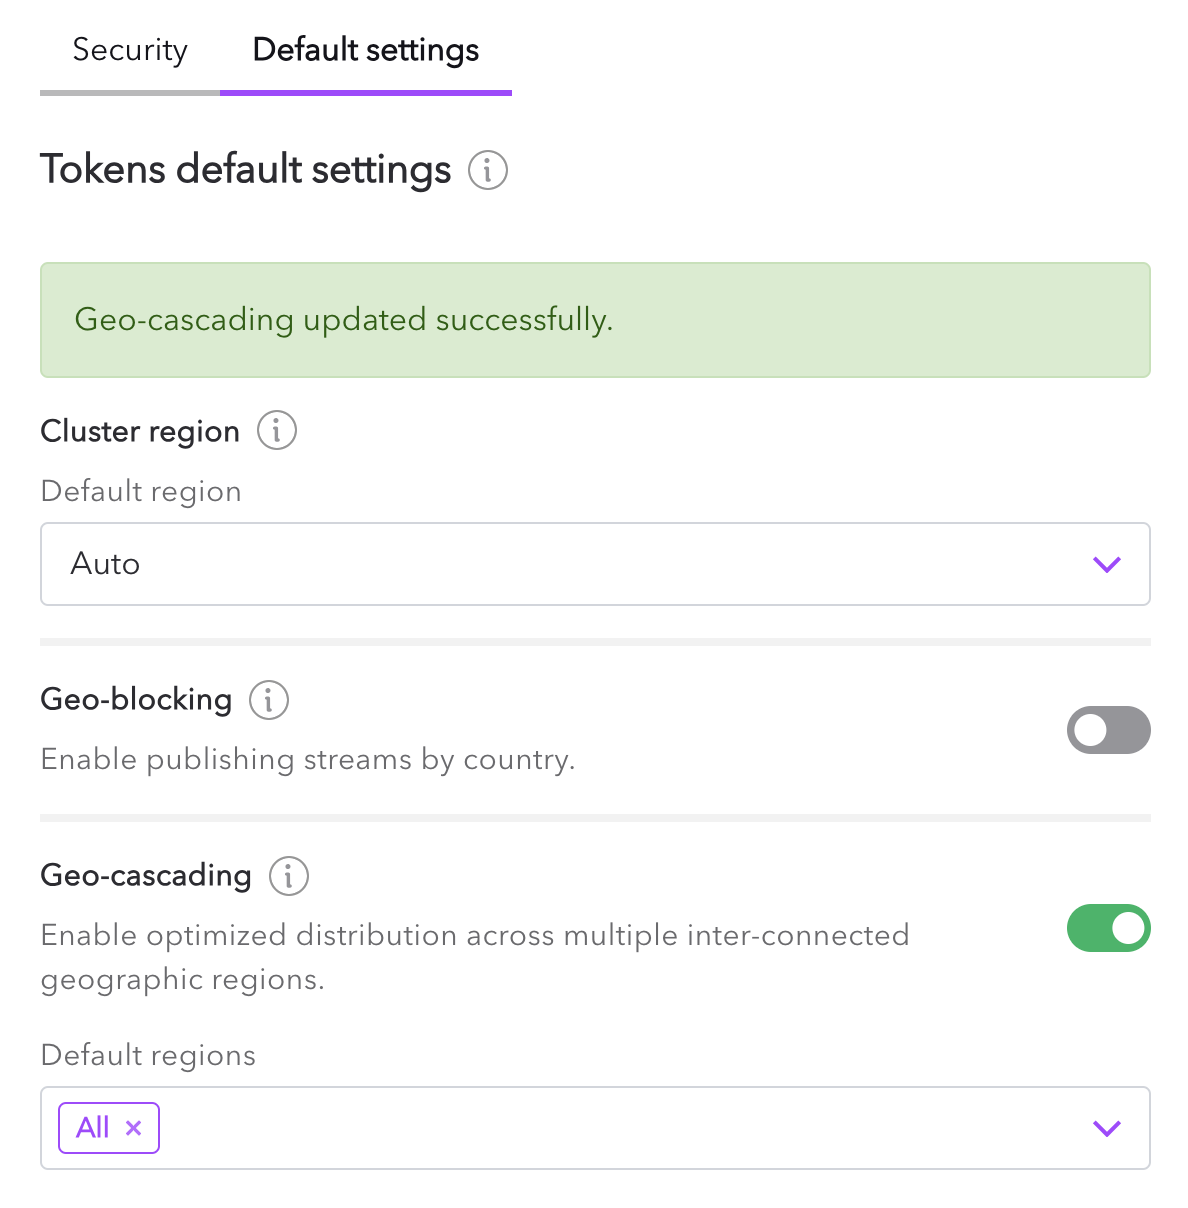 Security Default settings
Tokens default settings
Geo-cascading updated successfully.
Cluster region
Default region
Auto
Geo-blocking
Enable publishing streams by country.
Geo-cascading
Enable optimized distribution across multiple inter-connected
geographic regions.
Default regions
All ×